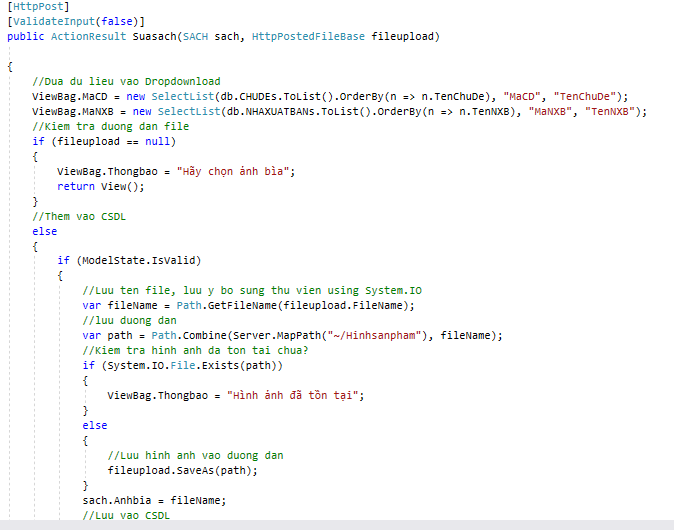 [HttpPost]
[ValidateInput(false)]
public ActionResult Suasach(SACH sach, HttpPostedFileBase fileupload)
{
//Dua du lieu vao Dropdownload
ViewBag.MaCD = new SelectList(db.CHUDEs.ToList().OrderBy(n => n.TenChuDe), "MaCD", "TenChuDe");
ViewBag.MaNXB = new SelectList(db.NHAXUATBANs.ToList().OrderBy(n => n.TenNXB), "MaNXB", "TenNXB");
//Kiem tra duong dan file
if (fileupload == null)
{
ViewBag.Thongbao = "Hãy chọn ảnh bìa";
return View();
}
//Them vao CSDL
else
{
if (ModelState.IsValid)
{
//Luu ten file, luu y bo sung thu vien using System.IO
var fileName = Path.GetFileName(fileupload.FileName);
//luu duong dan
var path = Path.Combine(Server.MapPath("~/Hinhsanpham"), fileName);
//Kiem tra hinh anh da ton tai chua?
if (System.IO.File.Exists(path))
{
ViewBag.Thongbao = "Hình ảnh đã tồn tại";
}
else
{
//Luu hinh anh vao duong dan
fileupload.SaveAs(path);
}
sach.Anhbia = fileName;
//Luu vao CSDL